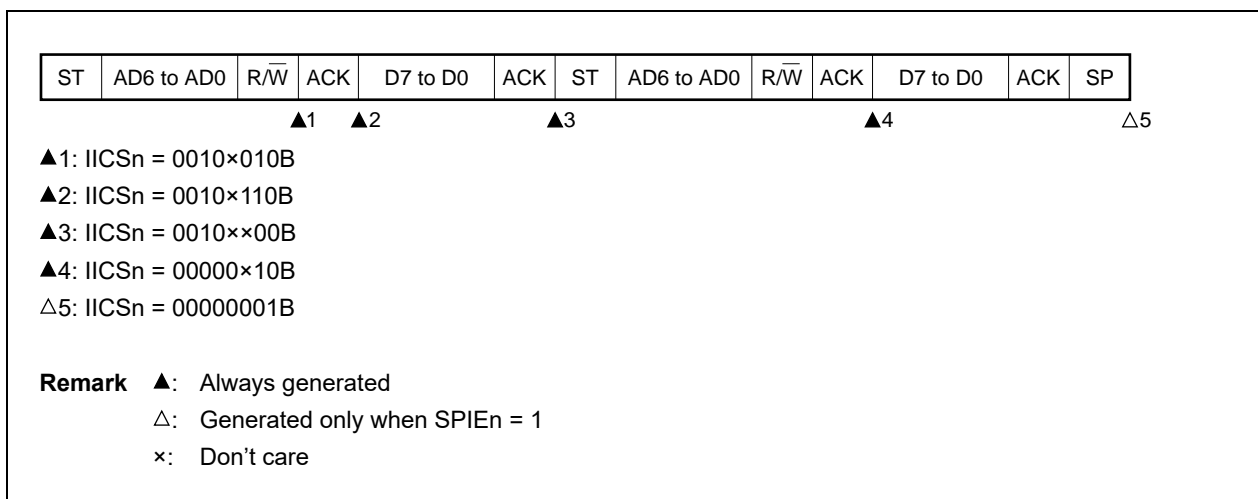 ST AD6 to AD0 R/W̅ ACK D7 to D0 ACK ST AD6 to AD0 R/W̅ ACK D7 to D0 ACK SP
▲1 ▲2 ▲3 ▲4 △5
▲1: IICSn = 0010×010B
▲2: IICSn = 0010×110B
▲3: IICSn = 0010××00B
▲4: IICSn = 00000×10B
△5: IICSn = 00000001B
Remark ▲: Always generated
△: Generated only when SPIEn = 1
×: Don't care